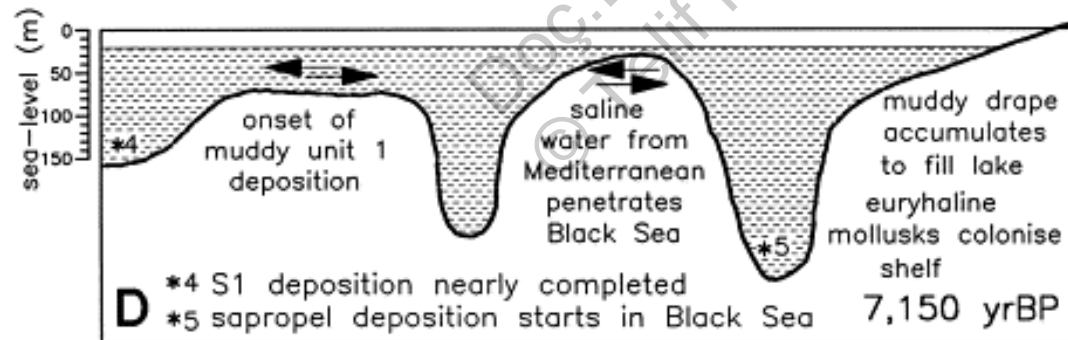 sea-level (m)
0
50
100
150
*4
onset of
muddy unit 1
deposition
saline
water from
Mediterranean
penetrates
Black Sea
*5
muddy drape
accumulates
to fill lake
euryhaline
mollusks colonise
shelf
D
*4 S1 deposition nearly completed
*5 sapropel deposition starts in Black Sea
7,150 yrBP